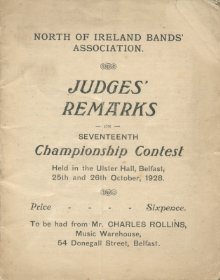 NORTH OF IRELAND BANDS'
ASSOCIATION.
JUDGES'
REMARKS
— ON —
SEVENTEENTH
Championship Contest
Held in the Ulster Hall, Belfast,
25th and 26th October, 1928.
Price - - - - Sixpence.
To be had from Mr. CHARLES ROLLINS,
Music Warehouse,
54 Donegall Street, Belfast.